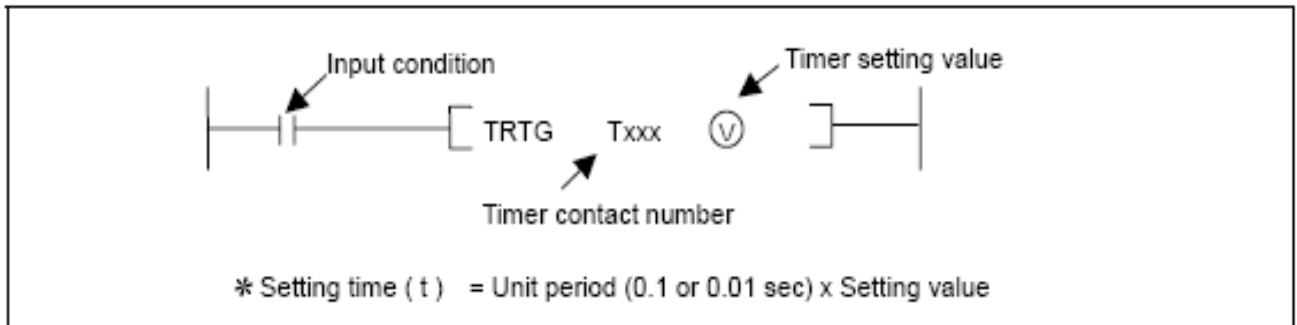 Input condition
Timer setting value
TRTG Txxx V
Timer contact number
* Setting time ( t ) = Unit period (0.1 or 0.01 sec) x Setting value